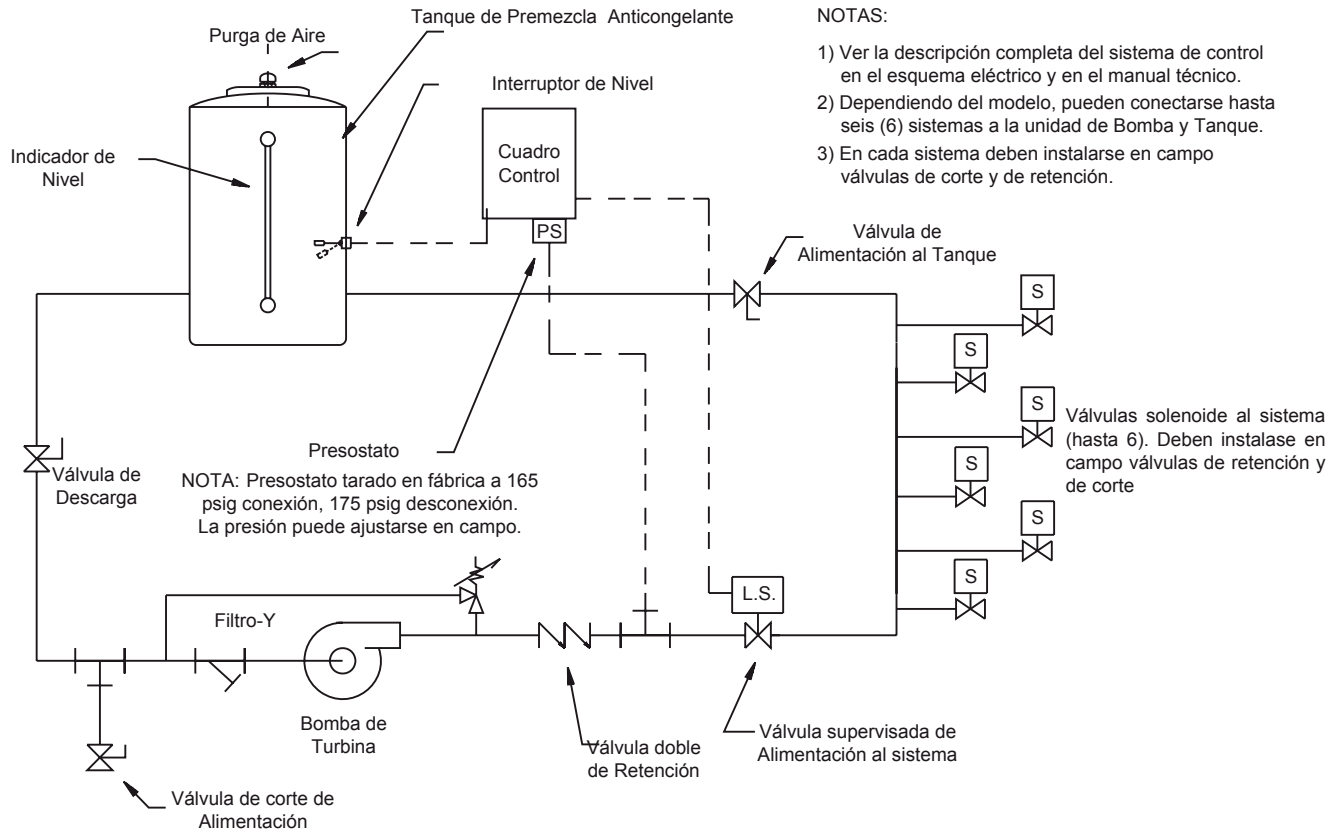 Tanque de Premezcla Anticongelante
Purga de Aire
Interruptor de Nivel
Indicador de
Nivel
Cuadro
Control
PS
NOTAS:
1) Ver la descripción completa del sistema de control
en el esquema eléctrico y en el manual técnico.
2) Dependiendo del modelo, pueden conectarse hasta
seis (6) sistemas a la unidad de Bomba y Tanque.
3) En cada sistema deben instalarse en campo
válvulas de corte y de retención.
Válvula de
Alimentación al Tanque
S
S
S
S
S
S
Válvulas solenoide al sistema
(hasta 6). Deben instalase en
campo válvulas de retención y
de corte
Válvula de
Descarga
Presostato
NOTA: Presostato tarado en fábrica a 165
psig conexión, 175 psig desconexión.
La presión puede ajustarse en campo.
L.S.
Filtro-Y
Bomba de
Turbina
Válvula doble
de Retención
Válvula supervisada de
Alimentación al sistema
Válvula de corte de
Alimentación